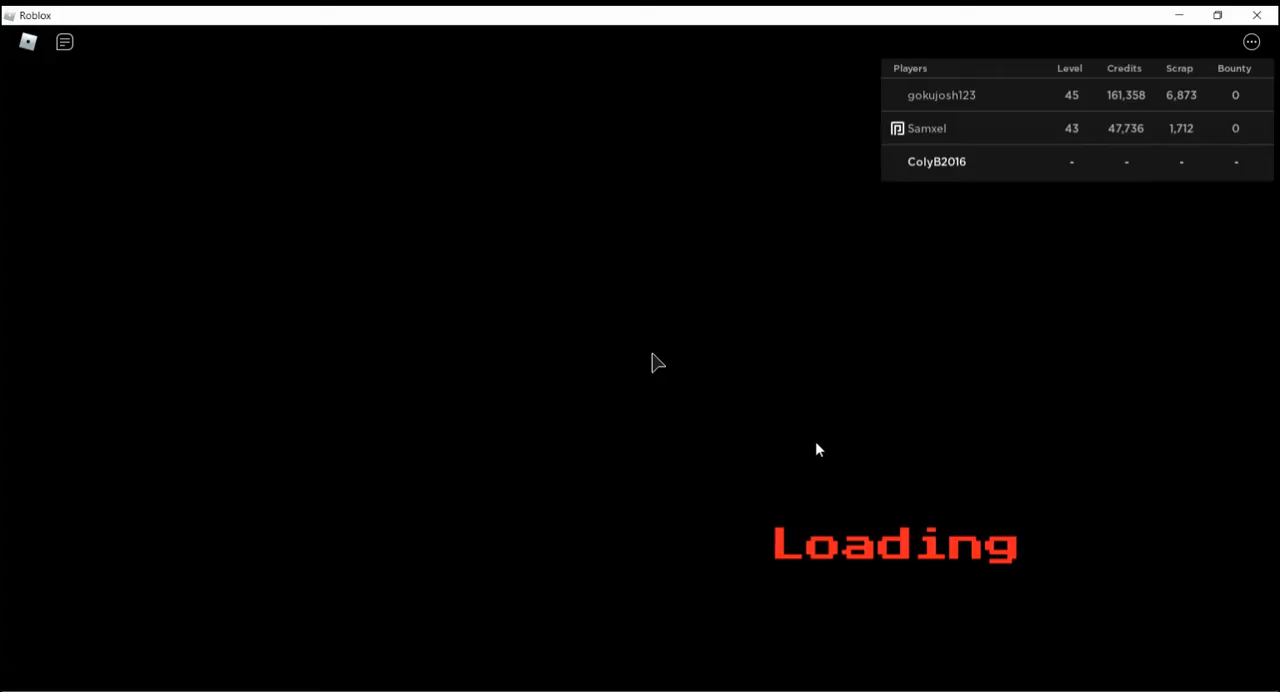 Roblox
Players Level Credits Scrap Bounty
gokujosh123 45 161,358 6,873 0
Samxel 43 47,736 1,712 0
ColyB2016 - - - -
Loading